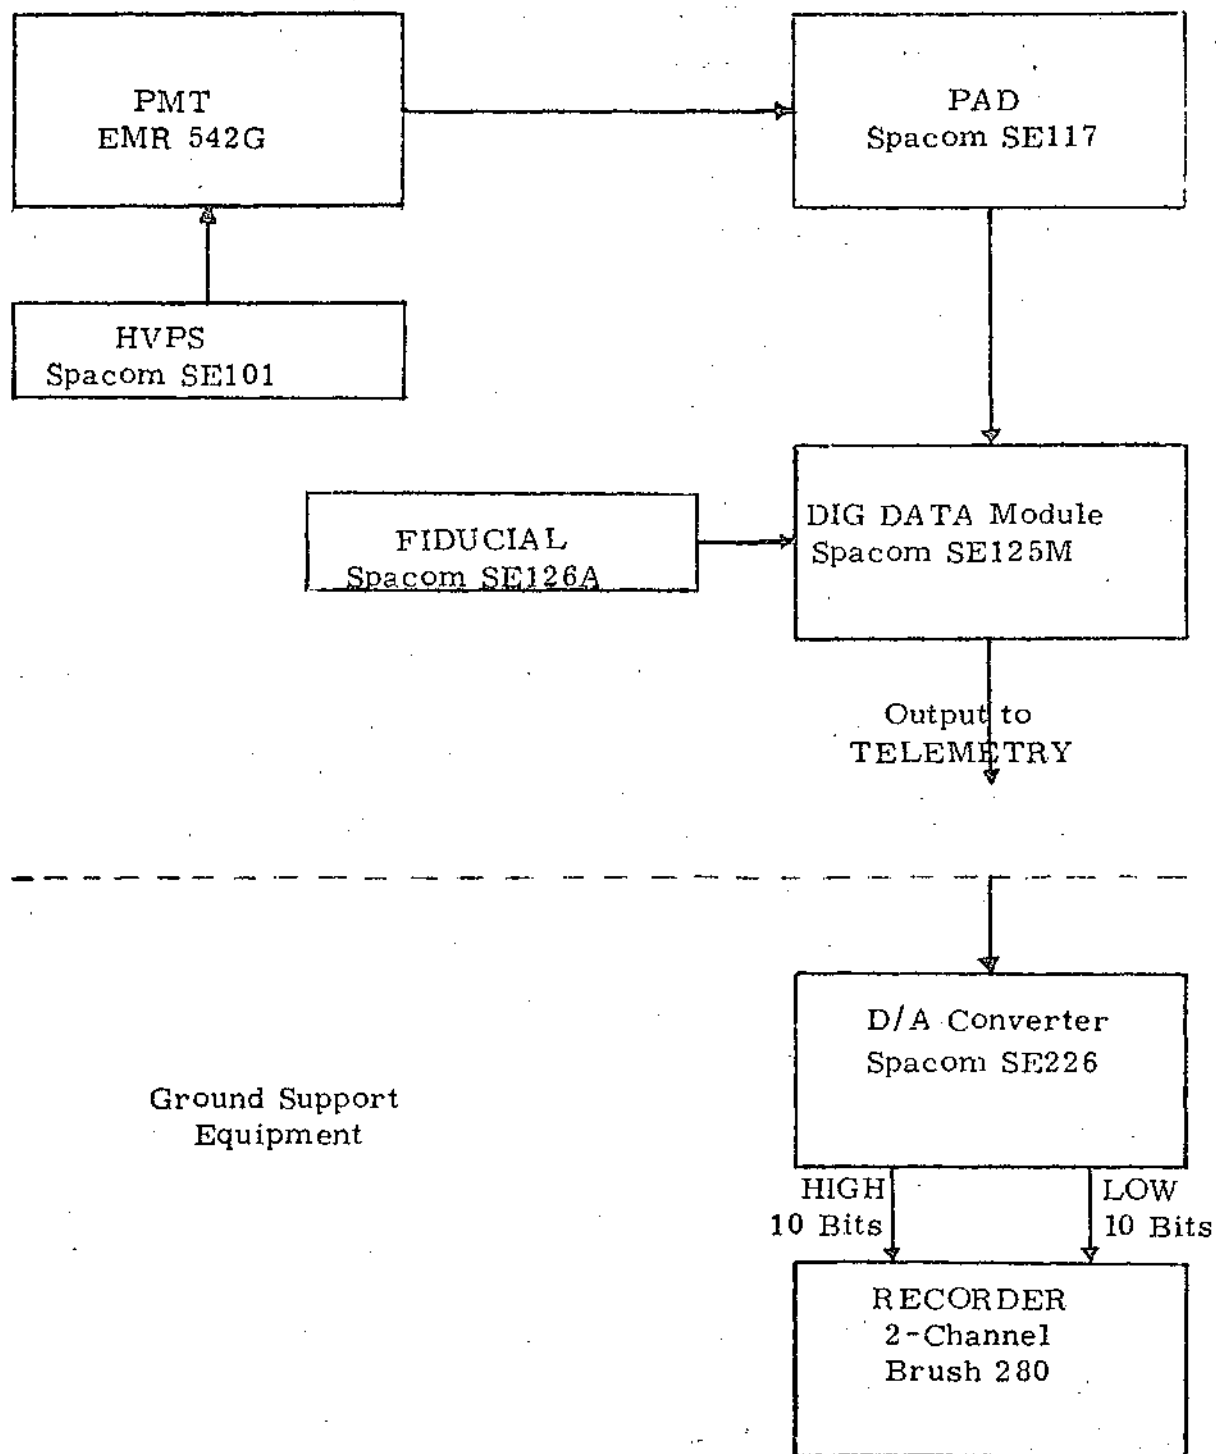 PMT
EMR 542G
PAD
Spacom SE117
HVPS
Spacom SE101
FIDUCIAL
Spacom SE126A
DIG DATA Module
Spacom SE125M
Output to
TELEMETRY
Ground Support
Equipment
D/A Converter
Spacom SE226
HIGH
10 Bits
LOW
10 Bits
RECORDER
2-Channel
Brush 280